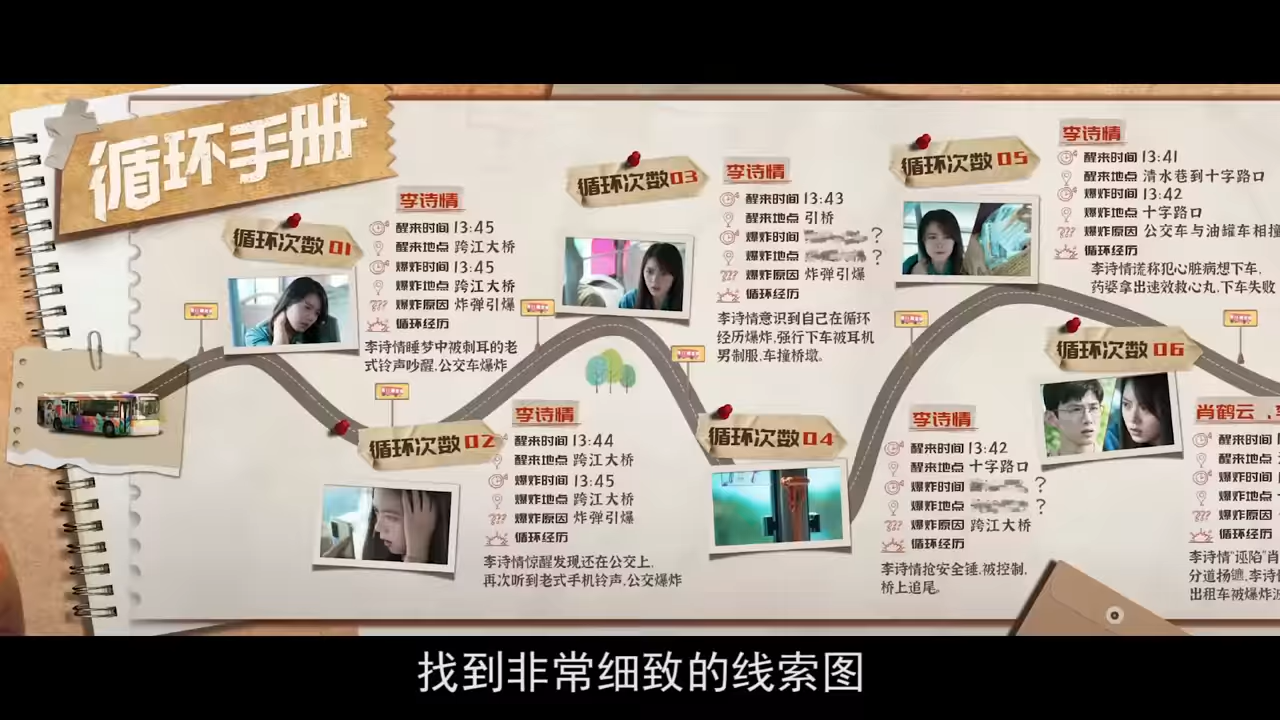 循环手册
循环次数01
李诗情
醒来时间 13:45
醒来地点 跨江大桥
爆炸时间 13:45
爆炸地点 跨江大桥
爆炸原因 炸弹引爆
循环经历
李诗情睡梦中被刺耳的老
式铃声吵醒,公交车爆炸
循环次数02
李诗情
醒来时间 13:44
醒来地点 跨江大桥
爆炸时间 13:45
爆炸地点 跨江大桥
爆炸原因 炸弹引爆
循环经历
李诗情惊醒发现还在公交上,
再次听到老式手机铃声,公交爆炸
循环次数03
李诗情
醒来时间 13:43
醒来地点 引桥
爆炸时间 ?
爆炸地点 ?
爆炸原因 炸弹引爆
循环经历
李诗情意识到自己在循环
经历爆炸,强行下车被耳机
男制服,车撞桥墩。
循环次数04
李诗情
醒来时间 13:42
醒来地点 十字路口
爆炸时间 ?
爆炸地点 ?
爆炸原因 跨江大桥
循环经历
李诗情抢安全锤,被控制,
桥上追尾。
循环次数05
李诗情
醒来时间 13:41
醒来地点 清水巷到十字路口
爆炸时间 13:42
爆炸地点 十字路口
爆炸原因 公交车与油罐车相撞
循环经历
李诗情谎称犯心脏病想下车,
药婆拿出速效救心丸,下车失败
循环次数06
肖鹤云、
醒来时间 1
醒来地点
爆炸时间
爆炸地点
爆炸原因
循环经历
李诗情“诬陷”肖
分道扬镳,李诗
出租车被爆炸
找到非常细致的线索图